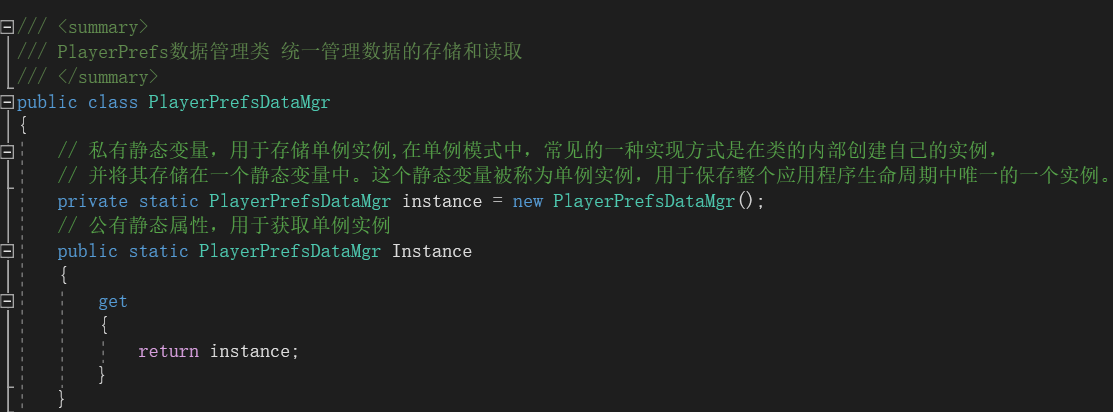 /// <summary>
/// PlayerPrefs数据管理类 统一管理数据的存储和读取
/// </summary>
public class PlayerPrefsDataMgr
{
// 私有静态变量，用于存储单例实例,在单例模式中，常见的一种实现方式是在类的内部创建自己的实例，
// 并将其存储在一个静态变量中。这个静态变量被称为单例实例，用于保存整个应用程序生命周期中唯一的一个实例。
private static PlayerPrefsDataMgr instance = new PlayerPrefsDataMgr();
// 公有静态属性，用于获取单例实例
public static PlayerPrefsDataMgr Instance
{
get
{
return instance;
}
}